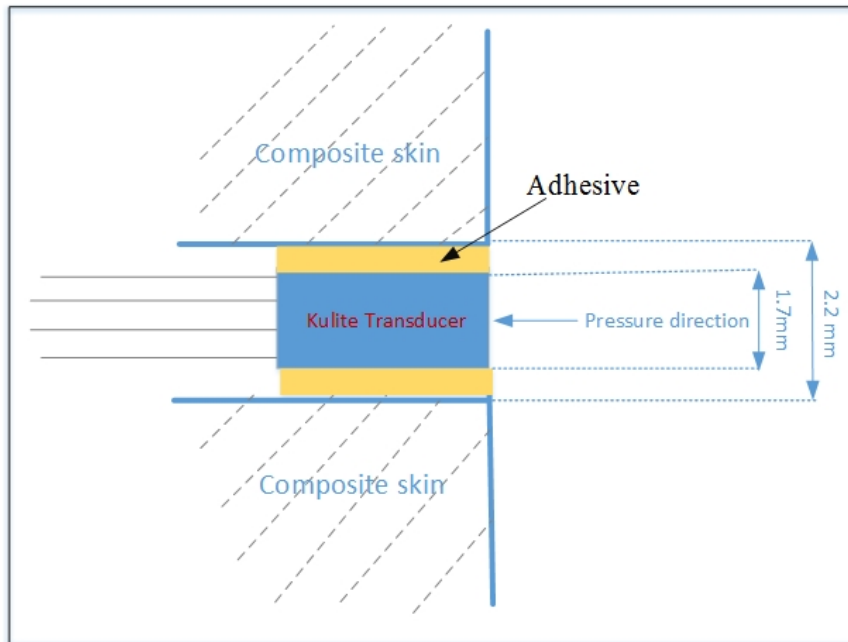 Composite skin
Adhesive
Kulite Transducer
Pressure direction
1.7mm
2.2 mm
Composite skin